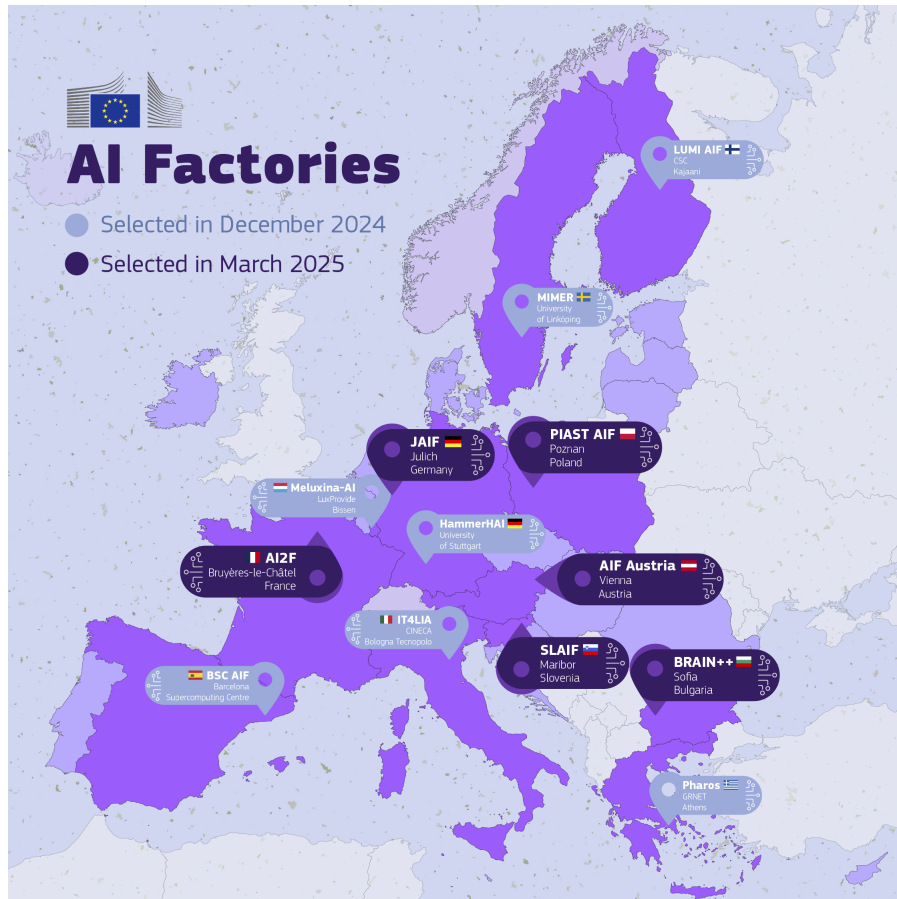 AI Factories
Selected in December 2024
Selected in March 2025
LUMI AIF
CSC
Kajaani
MIMER
University
of Linköping
JAIF
Julich
Germany
PIAST AIF
Poznan
Poland
Meluxina-AI
LuxProvide
Bissen
HammerHAI
University
of Stuttgart
AI2F
Bruyères-le-Châtel
France
AIF Austria
Vienna
Austria
IT4LIA
CINECA
Bologna Tecnopolo
SLAIF
Maribor
Slovenia
BRAIN++
Sofia
Bulgaria
BSC AIF
Barcelona
Supercomputing Centre
Pharos
GRNET
Athens